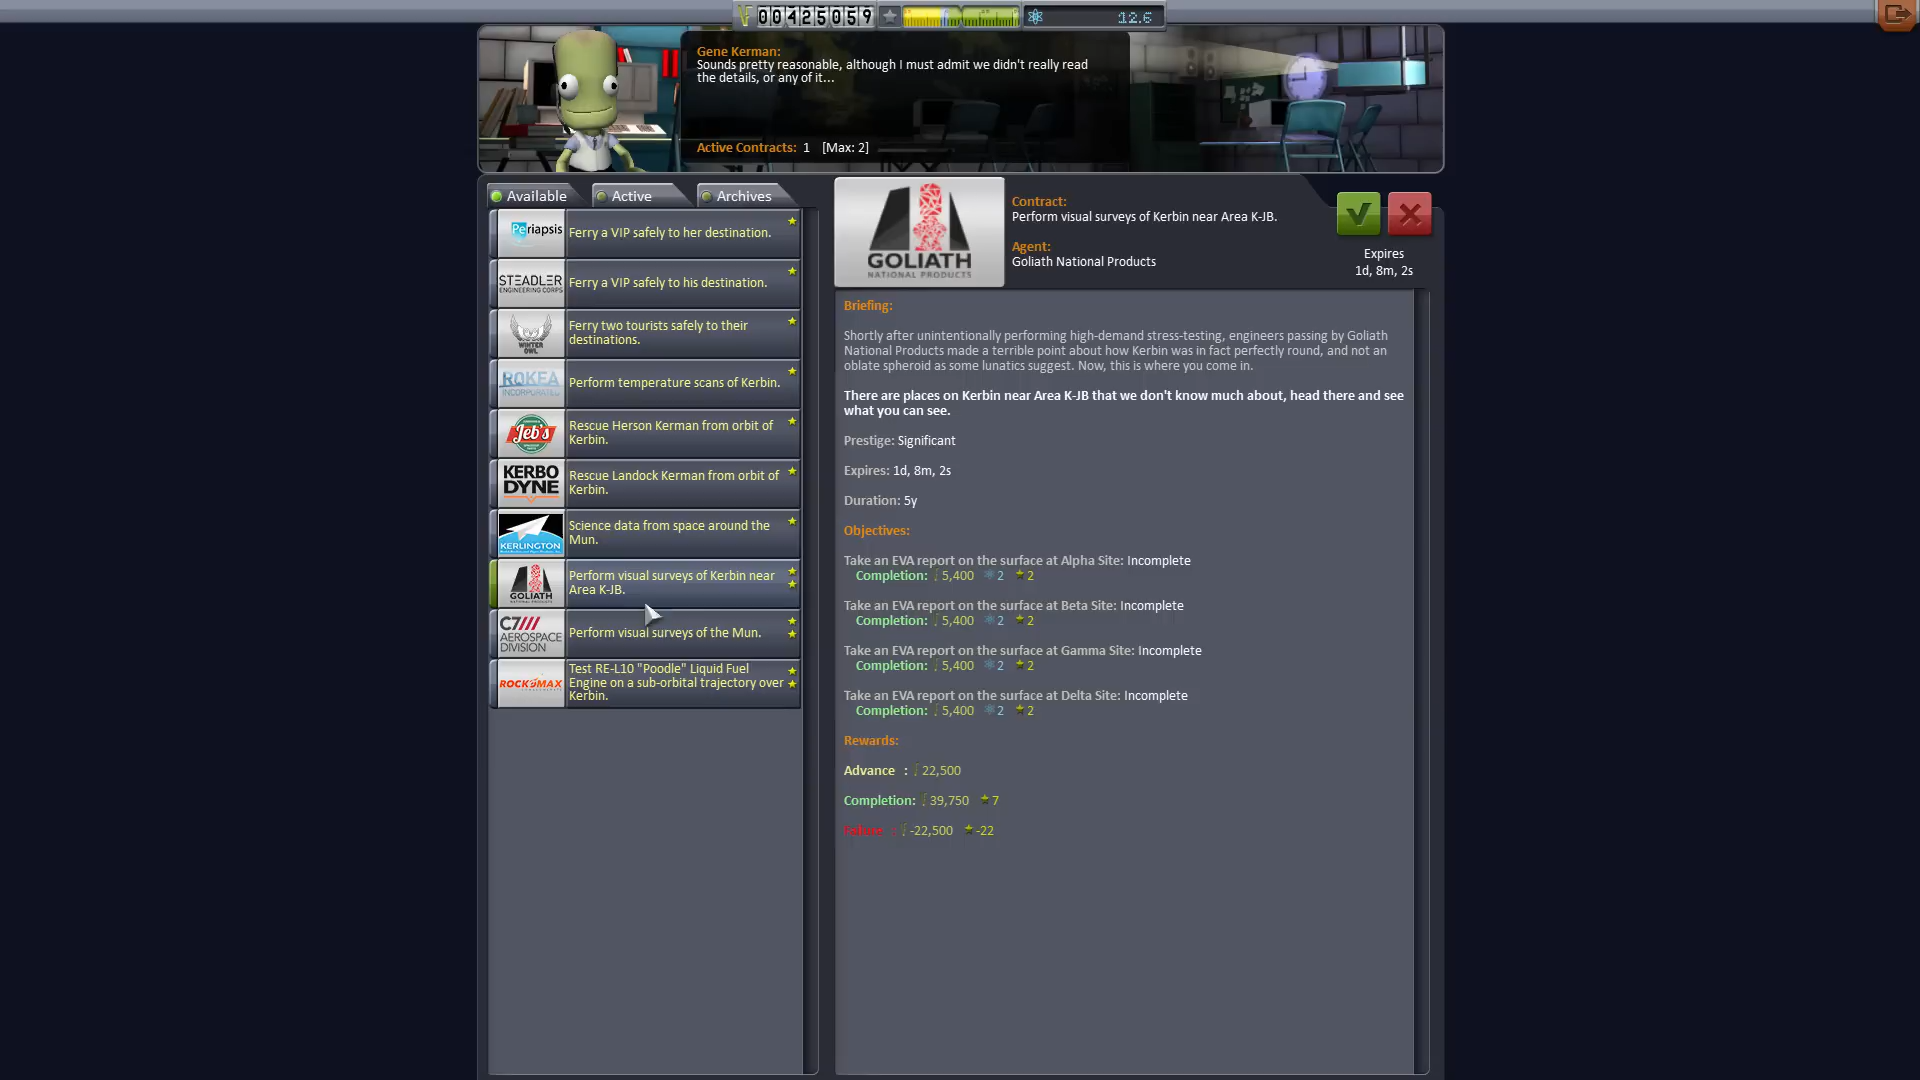 00425059
12.6
Gene Kerman:
Sounds pretty reasonable, although I must admit we didn't really read
the details, or any of it...
Active Contracts: 1 [Max: 2]
Available
Active
Archives
Periapsis
Ferry a VIP safely to her destination.
STEADLER
ENGINEERING CORPS
Ferry a VIP safely to his destination.
WINTER
OWL
Ferry two tourists safely to their
destinations.
ROKEA
INCORPORATED
Perform temperature scans of Kerbin.
Jeb's
Rescue Herson Kerman from orbit of
Kerbin.
KERBO
DYNE
Rescue Landock Kerman from orbit of
Kerbin.
KERLINGTON
Science data from space around the
Mun.
GOLIATH
NATIONAL PRODUCTS
Perform visual surveys of Kerbin near
Area K-JB.
C7///
AEROSPACE
DIVISION
Perform visual surveys of the Mun.
ROCKOMAX
Test RE-L10 "Poodle" Liquid Fuel
Engine on a sub-orbital trajectory over
Kerbin.
GOLIATH
NATIONAL PRODUCTS
Contract:
Perform visual surveys of Kerbin near Area K-JB.
Agent:
Goliath National Products
Expires
1d, 8m, 2s
Briefing:
Shortly after unintentionally performing high-demand stress-testing, engineers passing by Goliath
National Products made a terrible point about how Kerbin was in fact perfectly round, and not an
oblate spheroid as some lunatics suggest. Now, this is where you come in.
There are places on Kerbin near Area K-JB that we don't know much about, head there and see
what you can see.
Prestige: Significant
Expires: 1d, 8m, 2s
Duration: 5y
Objectives:
Take an EVA report on the surface at Alpha Site: Incomplete
Completion: 5,400 2 2
Take an EVA report on the surface at Beta Site: Incomplete
Completion: 5,400 2 2
Take an EVA report on the surface at Gamma Site: Incomplete
Completion: 5,400 2 2
Take an EVA report on the surface at Delta Site: Incomplete
Completion: 5,400 2 2
Rewards:
Advance : 22,500
Completion: 39,750 7
Failure : -22,500 -22